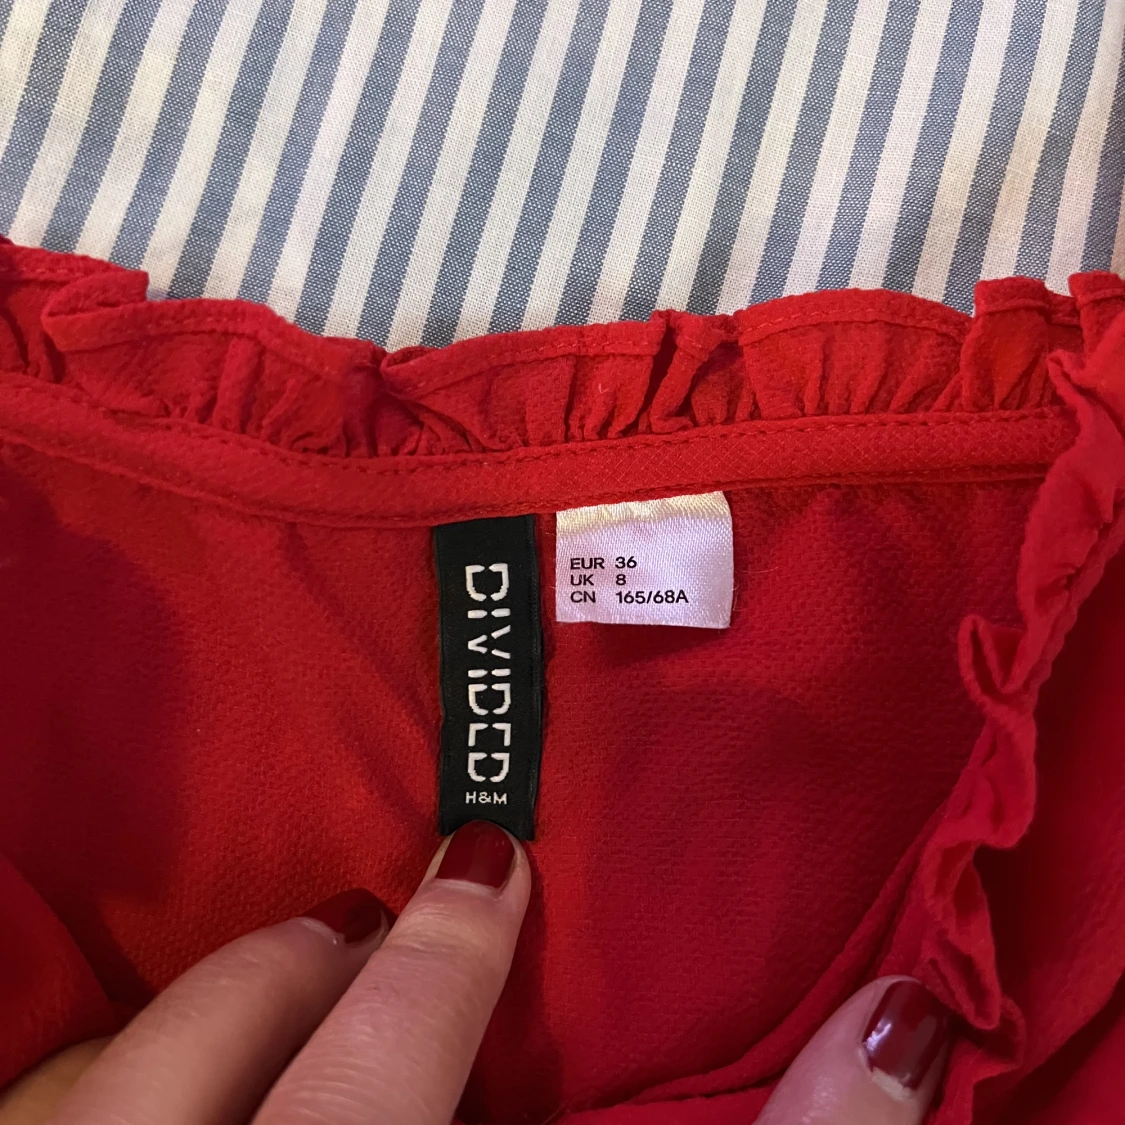 DIVIDED
H&M
EUR 36
UK 8
CN 165/68A